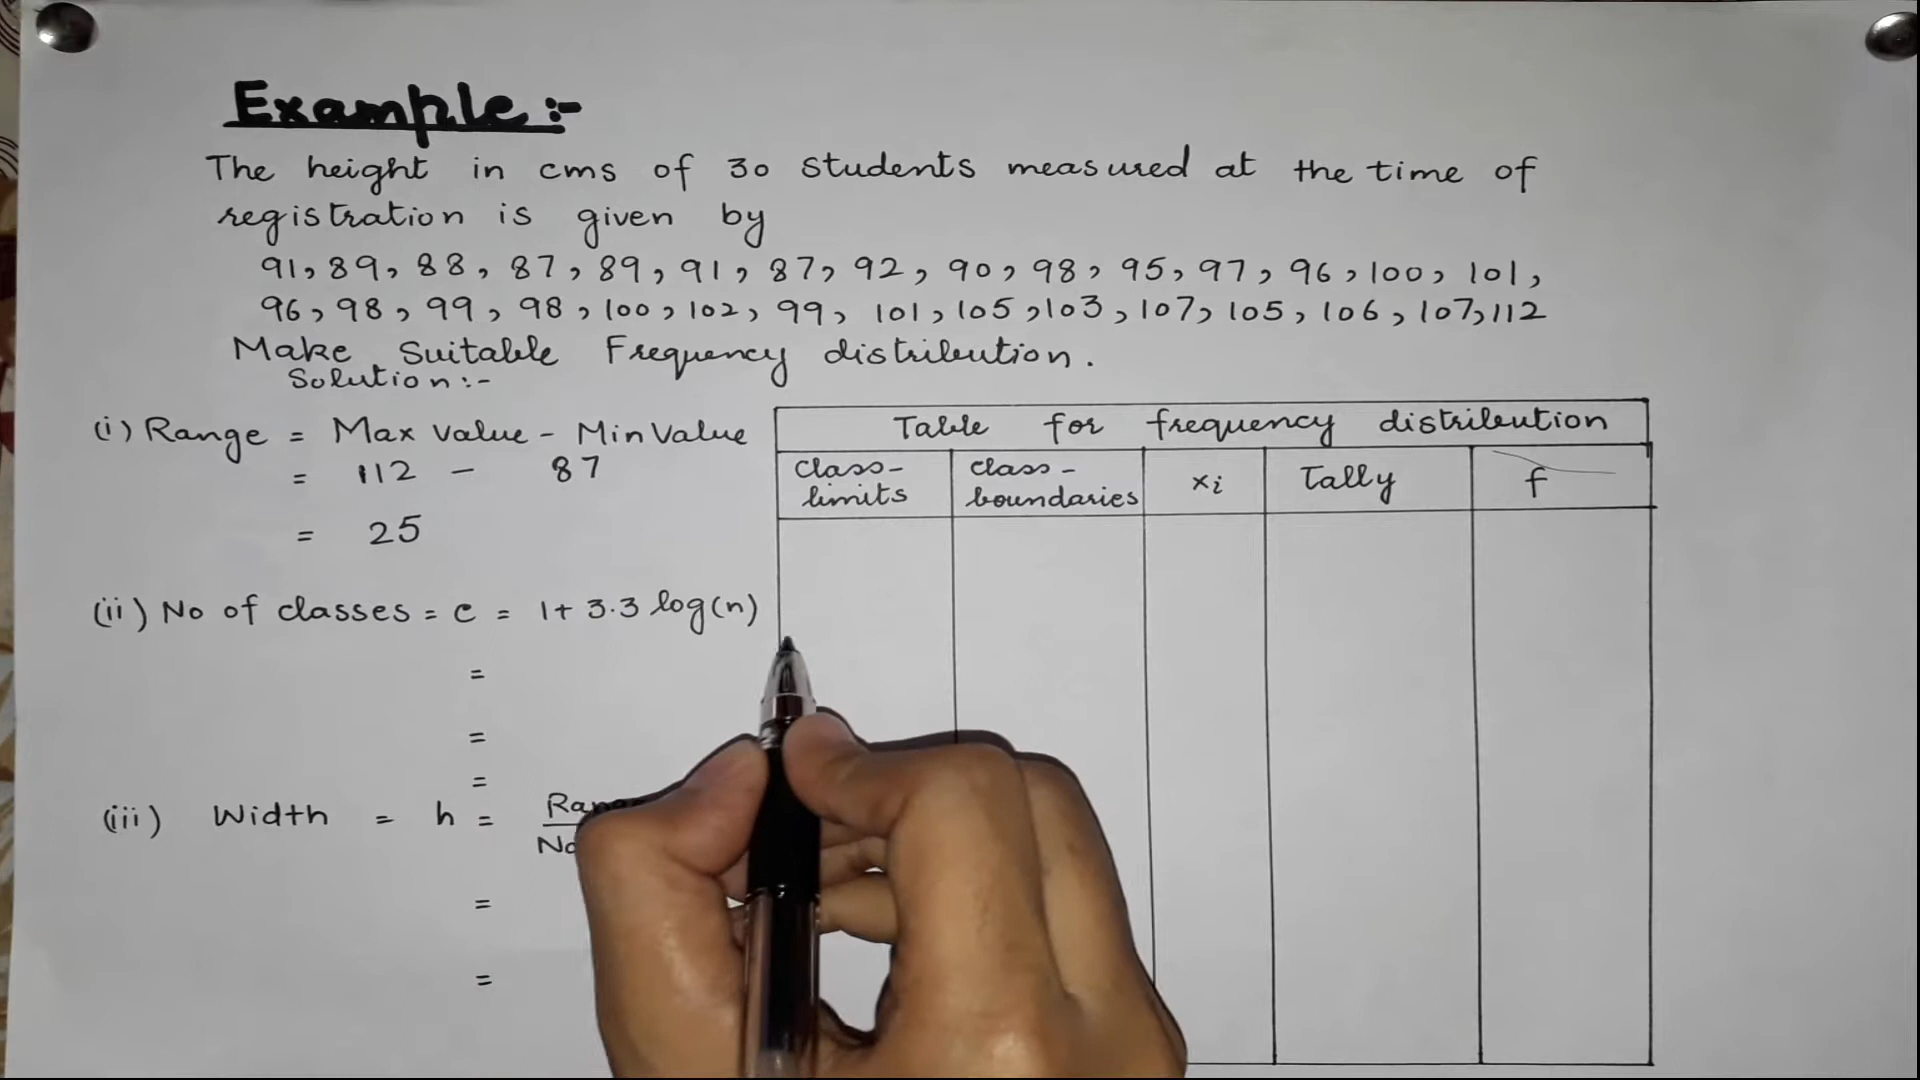 Example:-
The height in cms of 30 students measured at the time of
registration is given by
91, 89, 88, 87, 89, 91, 87, 92, 90, 98, 95, 97, 96, 100, 101,
96, 98, 99, 98, 100, 102, 99, 101, 105, 103, 107, 105, 106, 107, 112
Make Suitable Frequency distribution.
Solution:-
(i) Range = Max Value - Min Value
= 112 - 87
= 25
(ii) No of classes = c = 1 + 3.3 log(n)
=
=
=
(iii) Width = h =
=
=
Table for frequency distribution
class-limits class-boundaries xi Tally f